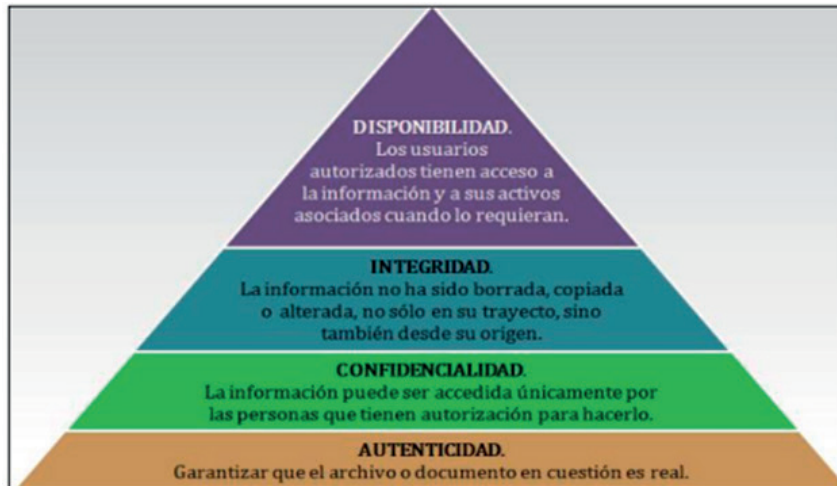 DISPONIBILIDAD.
Los usuarios
autorizados tienen acceso a
la información y a sus activos
asociados cuando lo requieran.
INTEGRIDAD.
La información no ha sido borrada, copiada
o alterada, no sólo en su trayecto, sino
también desde su origen.
CONFIDENCIALIDAD.
La información puede ser accedida únicamente por
las personas que tienen autorización para hacerlo.
AUTENTICIDAD.
Garantizar que el archivo o documento en cuestión es real.